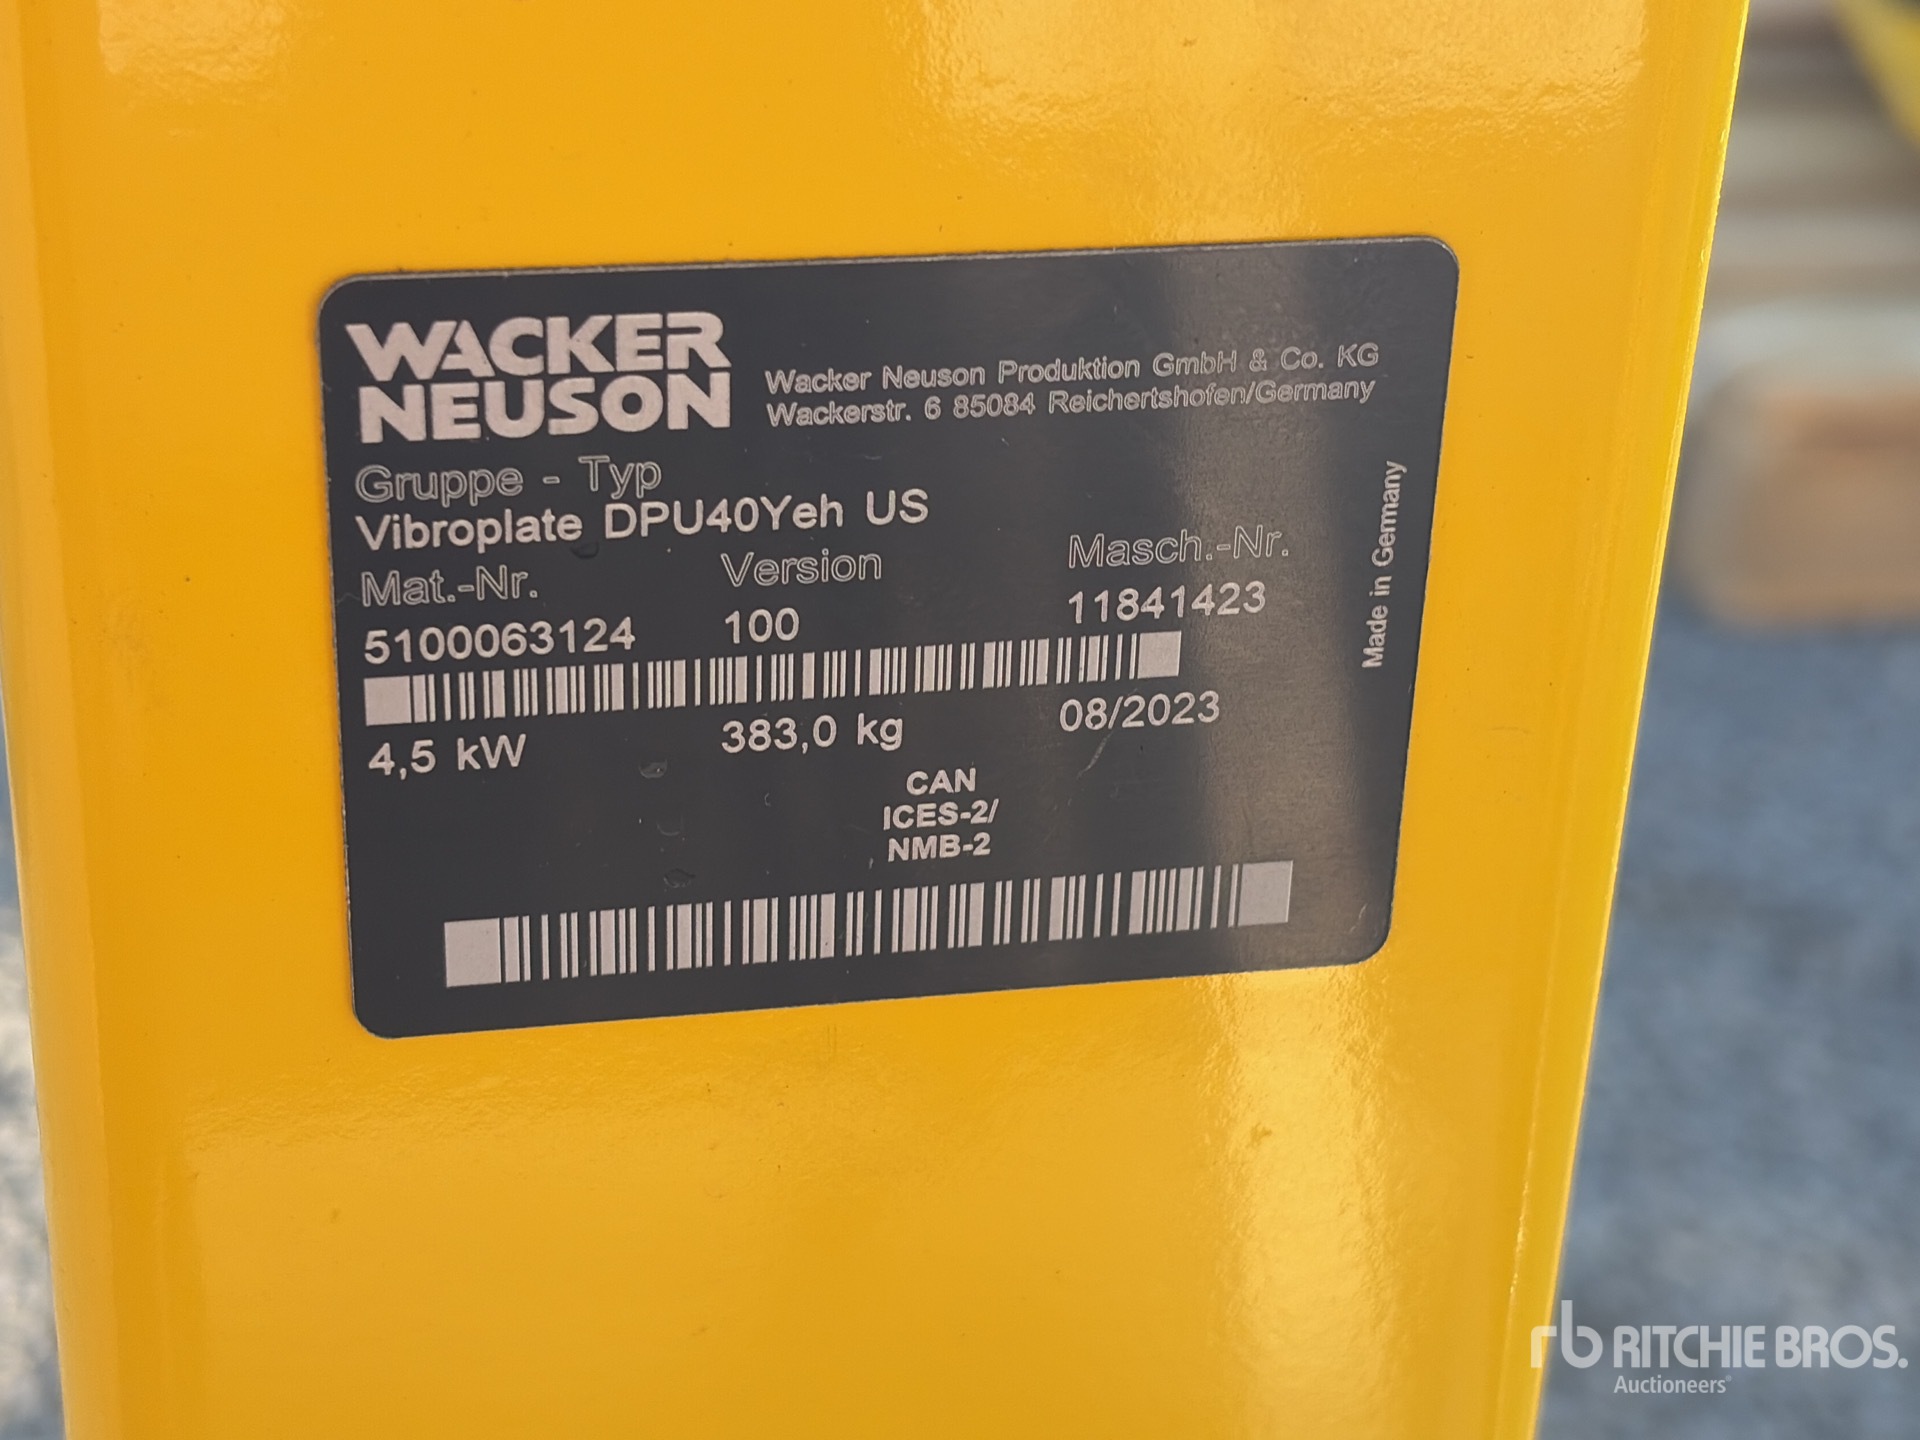 WACKER
NEUSON
Wacker Neuson Produktion GmbH & Co. KG
Wackerstr. 6 85084 Reichertshofen/Germany
Gruppe - Typ
Vibroplate DPU40Yeh US
Mat.-Nr. Version Masch.-Nr.
5100063124 100 11841423
4,5 kW 383,0 kg 08/2023
CAN
ICES-2/
NMB-2
Made in Germany
rb RITCHIE BROS.
Auctioneers